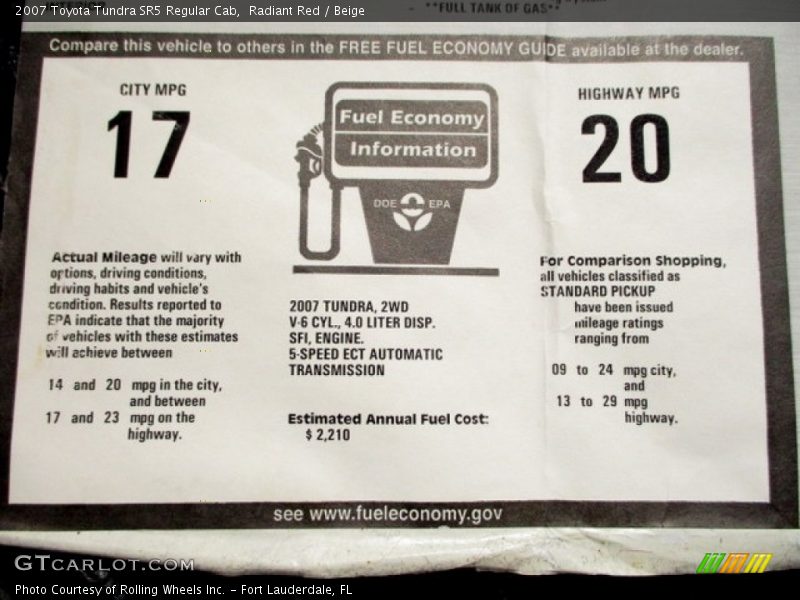 2007 Toyota Tundra SR5 Regular Cab, Radiant Red / Beige
**FULL TANK OF GAS**
Compare this vehicle to others in the FREE FUEL ECONOMY GUIDE available at the dealer.
CITY MPG
17
Fuel Economy
Information
DOE EPA
HIGHWAY MPG
20
Actual Mileage will vary with
options, driving conditions,
driving habits and vehicle's
condition. Results reported to
EPA indicate that the majority
of vehicles with these estimates
will achieve between
14 and 20 mpg in the city,
and between
17 and 23 mpg on the
highway.
2007 TUNDRA, 2WD
V-6 CYL., 4.0 LITER DISP.
SFI, ENGINE.
5-SPEED ECT AUTOMATIC
TRANSMISSION
Estimated Annual Fuel Cost:
$ 2,210
For Comparison Shopping,
all vehicles classified as
STANDARD PICKUP
have been issued
mileage ratings
ranging from
09 to 24 mpg city,
and
13 to 29 mpg
highway.
see www.fueleconomy.gov
GTCARLOT.COM
Photo Courtesy of Rolling Wheels Inc. - Fort Lauderdale, FL